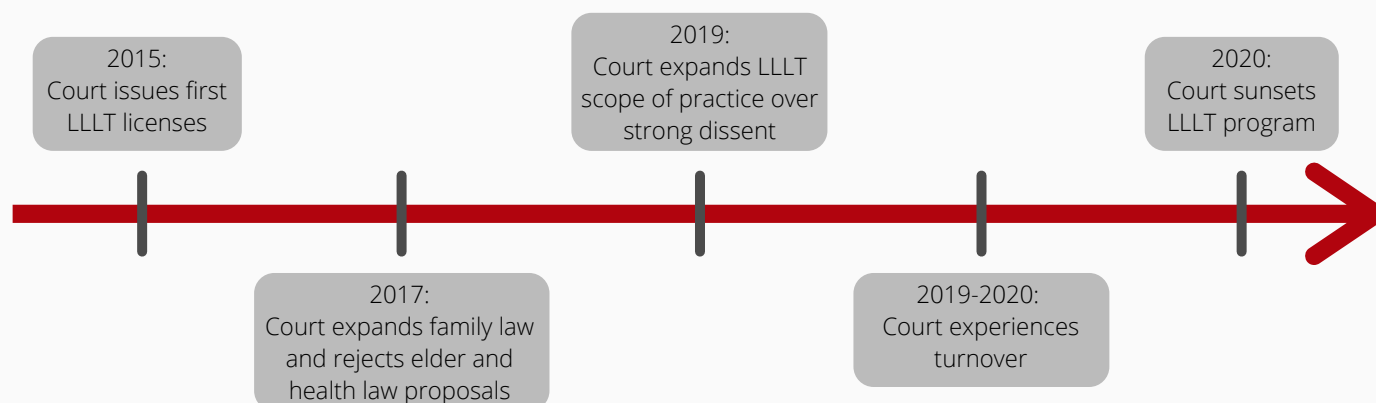 2015:
Court issues first
LLLT licenses
2017:
Court expands family law
and rejects elder and
health law proposals
2019:
Court expands LLLT
scope of practice over
strong dissent
2019-2020:
Court experiences
turnover
2020:
Court sunsets
LLLT program